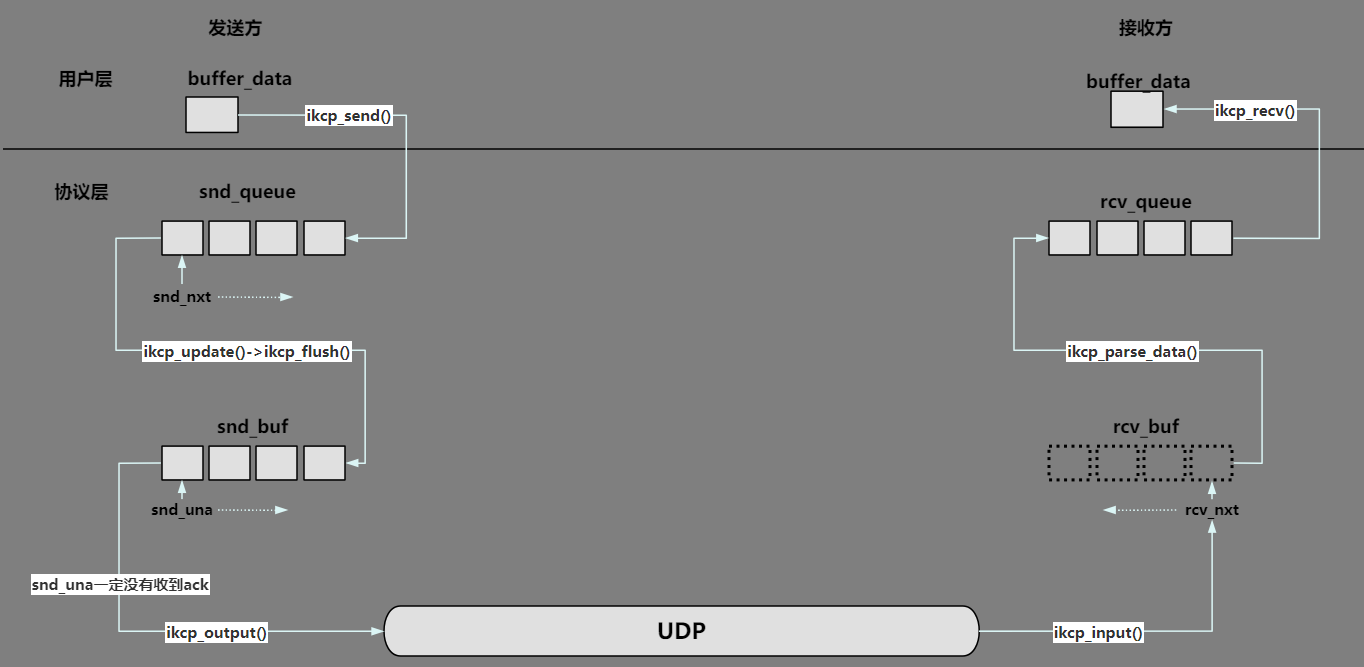 发送方
接收方
用户层
buffer_data
buffer_data
ikcp_send()
ikcp_recv()
协议层
snd_queue
rcv_queue
snd_nxt
ikcp_update()->ikcp_flush()
ikcp_parse_data()
snd_buf
rcv_buf
snd_una
rcv_nxt
snd_una一定没有收到ack
ikcp_output()
UDP
ikcp_input()